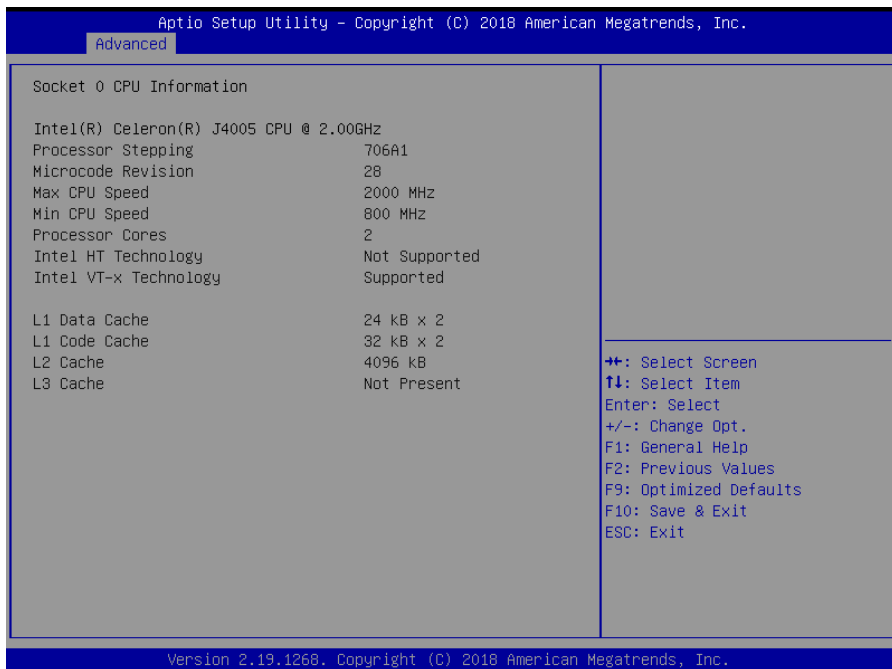 Aptio Setup Utility – Copyright (C) 2018 American Megatrends, Inc.
Advanced
Socket 0 CPU Information
Intel(R) Celeron(R) J4005 CPU @ 2.00GHz
Processor Stepping 706A1
Microcode Revision 28
Max CPU Speed 2000 MHz
Min CPU Speed 800 MHz
Processor Cores 2
Intel HT Technology Not Supported
Intel VT-x Technology Supported
L1 Data Cache 24 kB x 2
L1 Code Cache 32 kB x 2
L2 Cache 4096 kB
L3 Cache Not Present
→←: Select Screen
↑↓: Select Item
Enter: Select
+/-: Change Opt.
F1: General Help
F2: Previous Values
F9: Optimized Defaults
F10: Save & Exit
ESC: Exit
Version 2.19.1268. Copyright (C) 2018 American Megatrends, Inc.